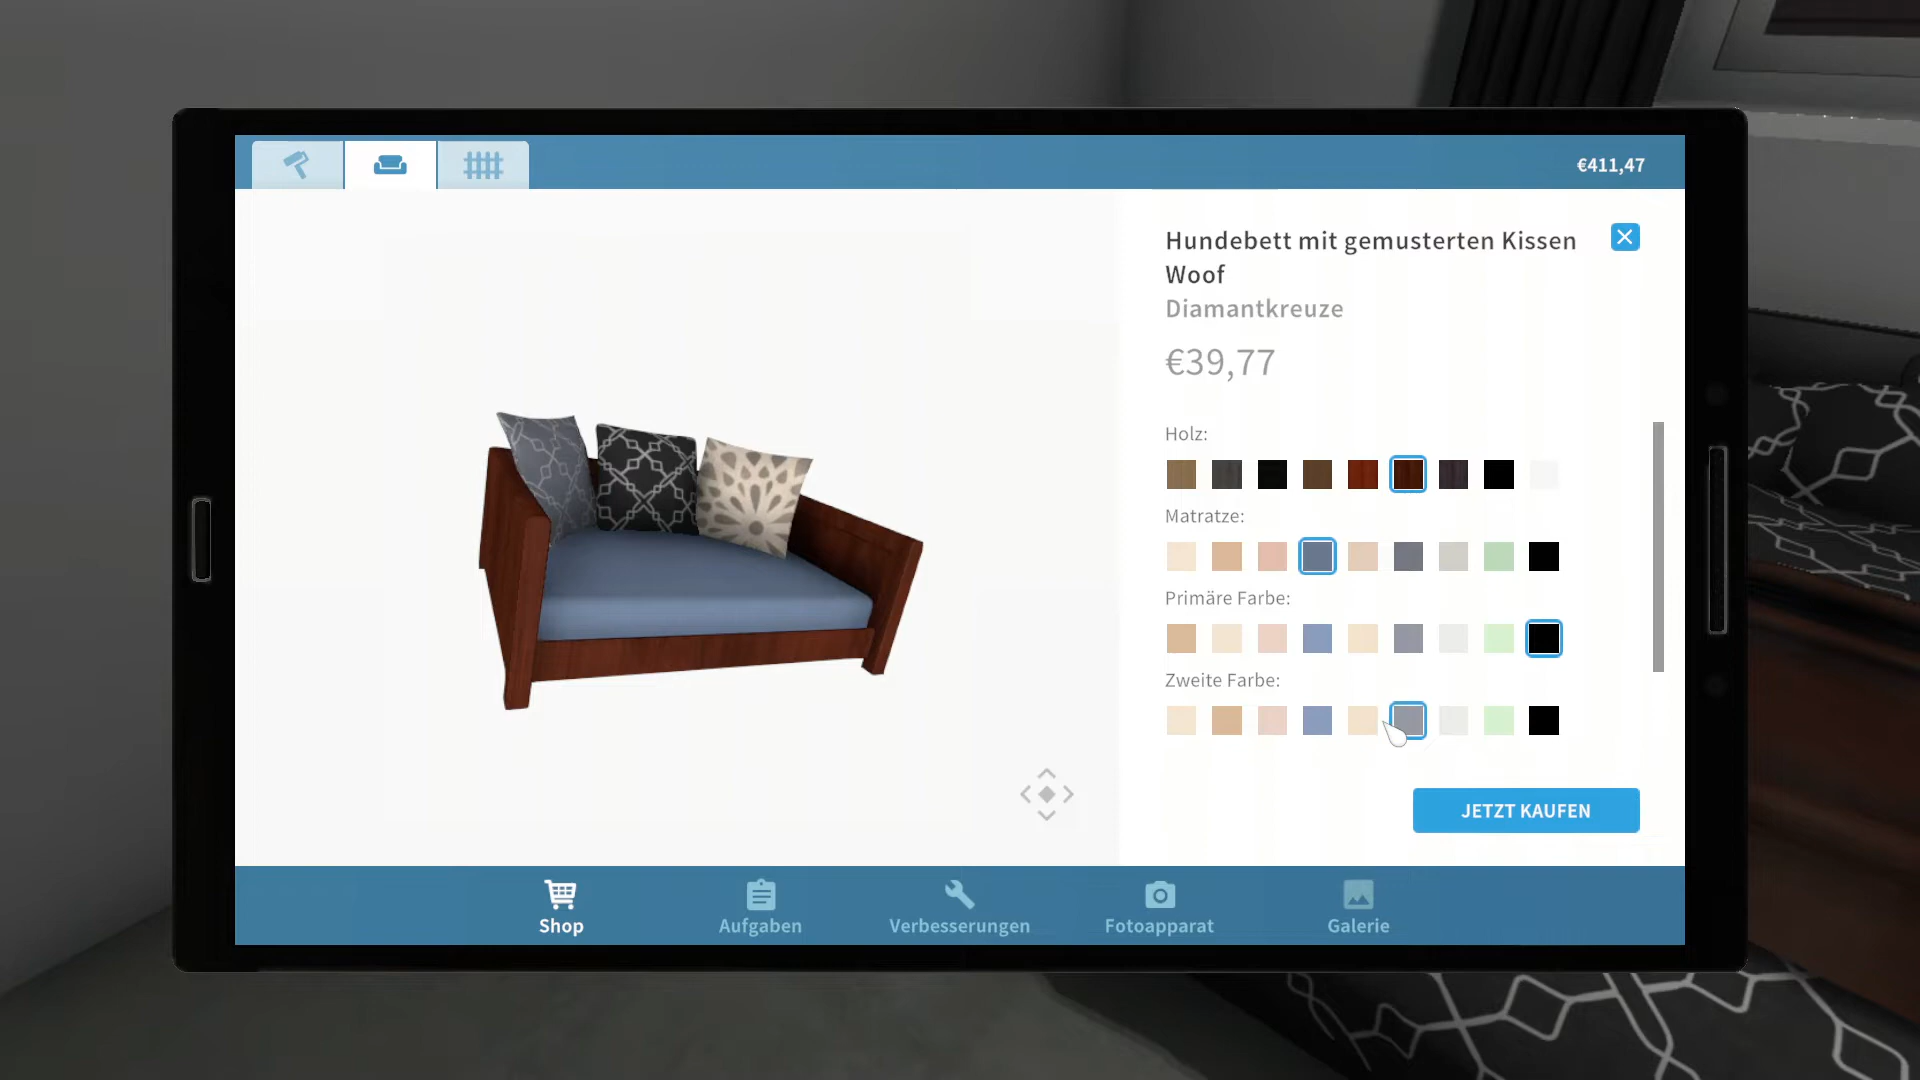 €411,47
Hundebett mit gemusterten Kissen
Woof
Diamantkreuze
€39,77
Holz:
Matratze:
Primäre Farbe:
Zweite Farbe:
JETZT KAUFEN
Shop
Aufgaben
Verbesserungen
Fotoapparat
Galerie